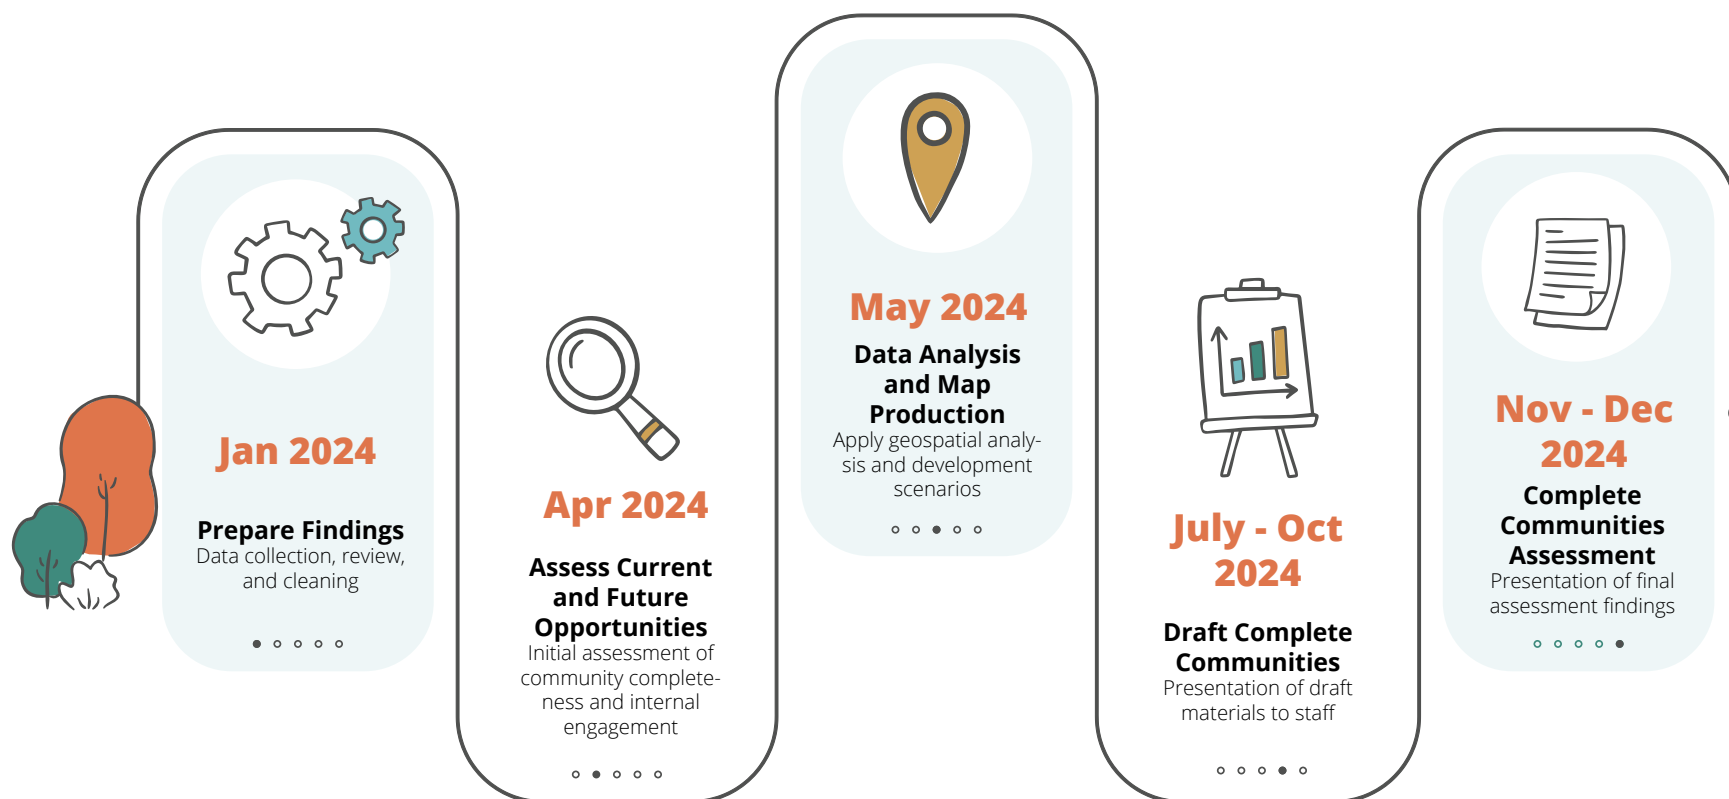 Jan 2024
Prepare Findings
Data collection, review,
and cleaning
Apr 2024
Assess Current
and Future
Opportunities
Initial assessment of
community complete-
ness and internal
engagement
May 2024
Data Analysis
and Map
Production
Apply geospatial analy-
sis and development
scenarios
July - Oct
2024
Draft Complete
Communities
Presentation of draft
materials to staff
Nov - Dec
2024
Complete
Communities
Assessment
Presentation of final
assessment findings